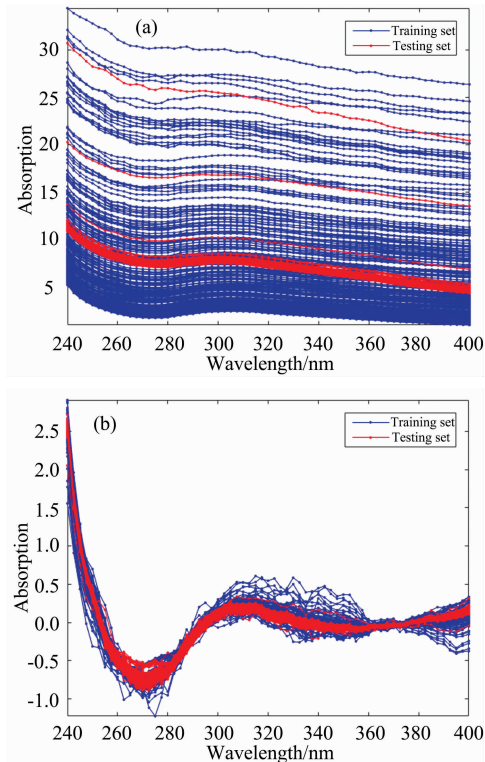 (a)
Training set
Testing set
Absorption
30
25
20
15
10
5
240 260 280 300 320 340 360 380 400
Wavelength/nm
(b)
Training set
Testing set
Absorption
2.5
2.0
1.5
1.0
0.5
0.0
-0.5
-1.0
240 260 280 300 320 340 360 380 400
Wavelength/nm